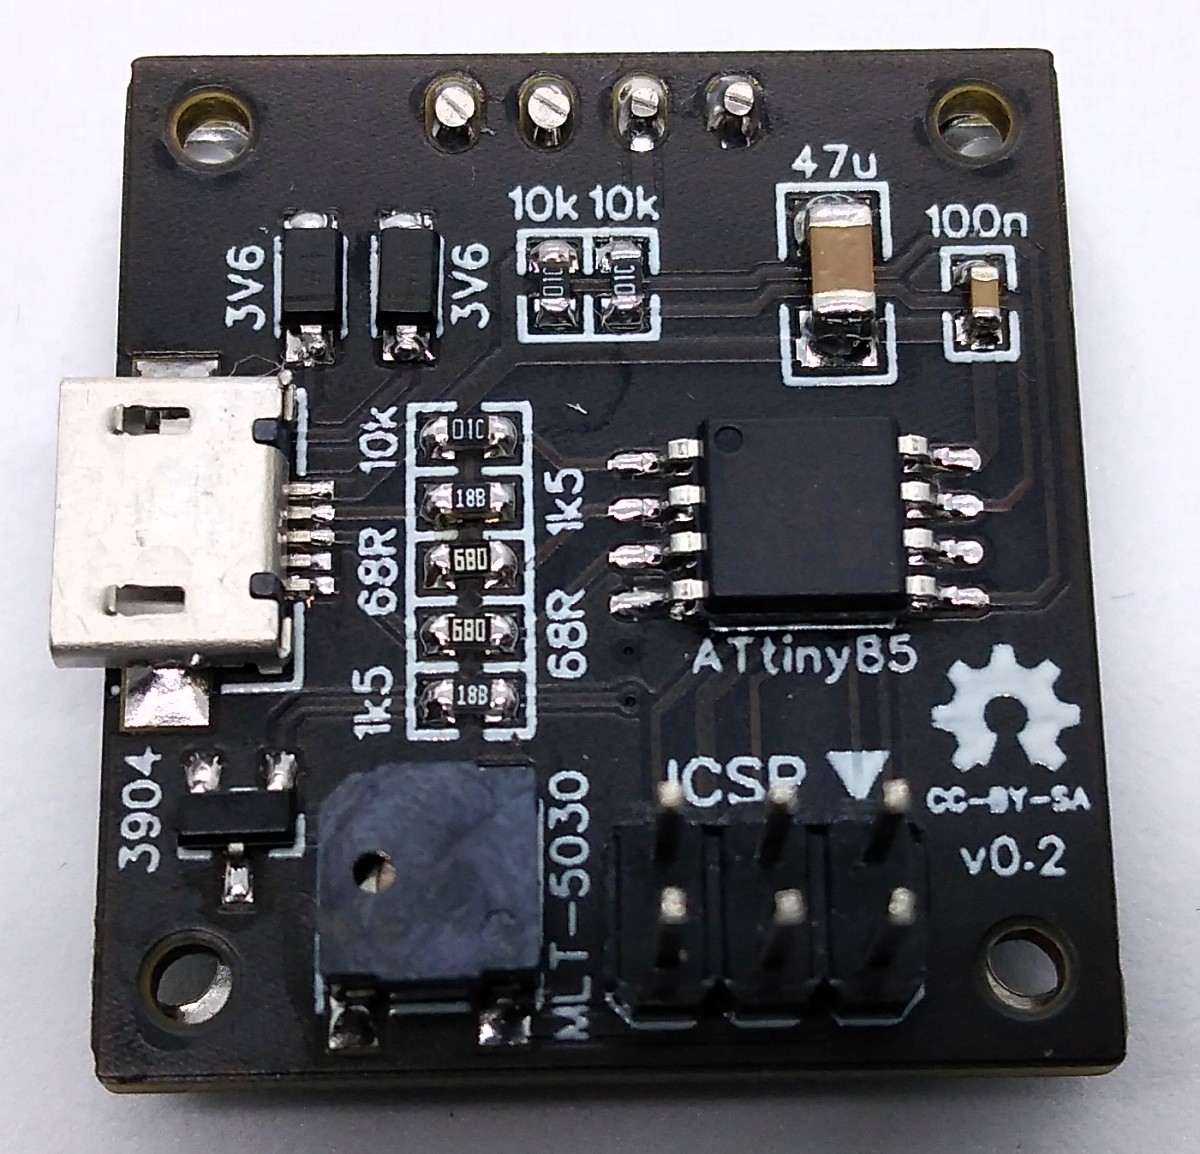 47u
10k 10k
100n
3V6
3V6
01C
01C
10k
01C
1k5
18B
68R
680
68R
680
1k5
18B
ATtiny85
3904
MLT-5030
ICSP
CC-BY-SA
v0.2